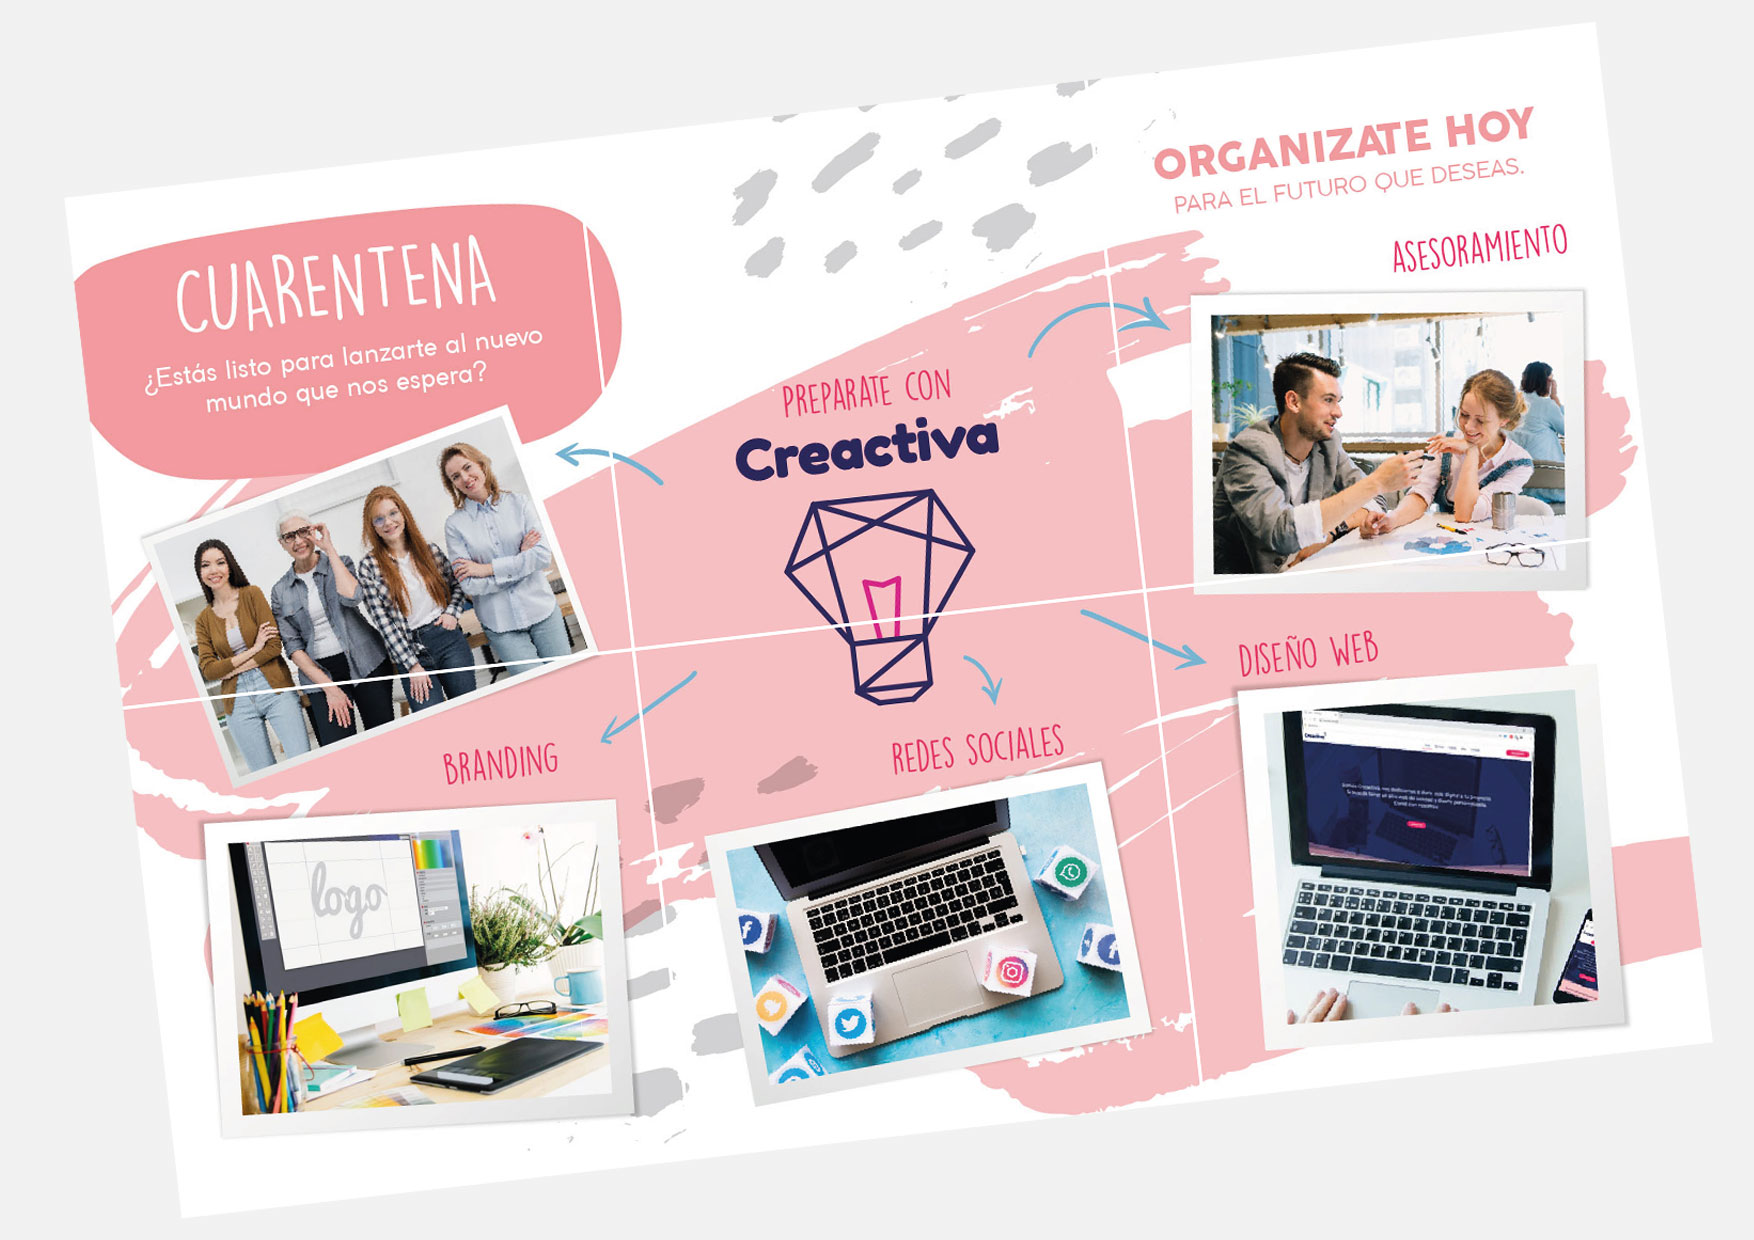 ORGANIZATE HOY
PARA EL FUTURO QUE DESEAS.
CUARENTENA
¿Estás listo para lanzarte al nuevo
mundo que nos espera?
ASESORAMIENTO
PREPARATE CON
Creactiva
DISEÑO WEB
BRANDING
REDES SOCIALES
logo
Creactiva